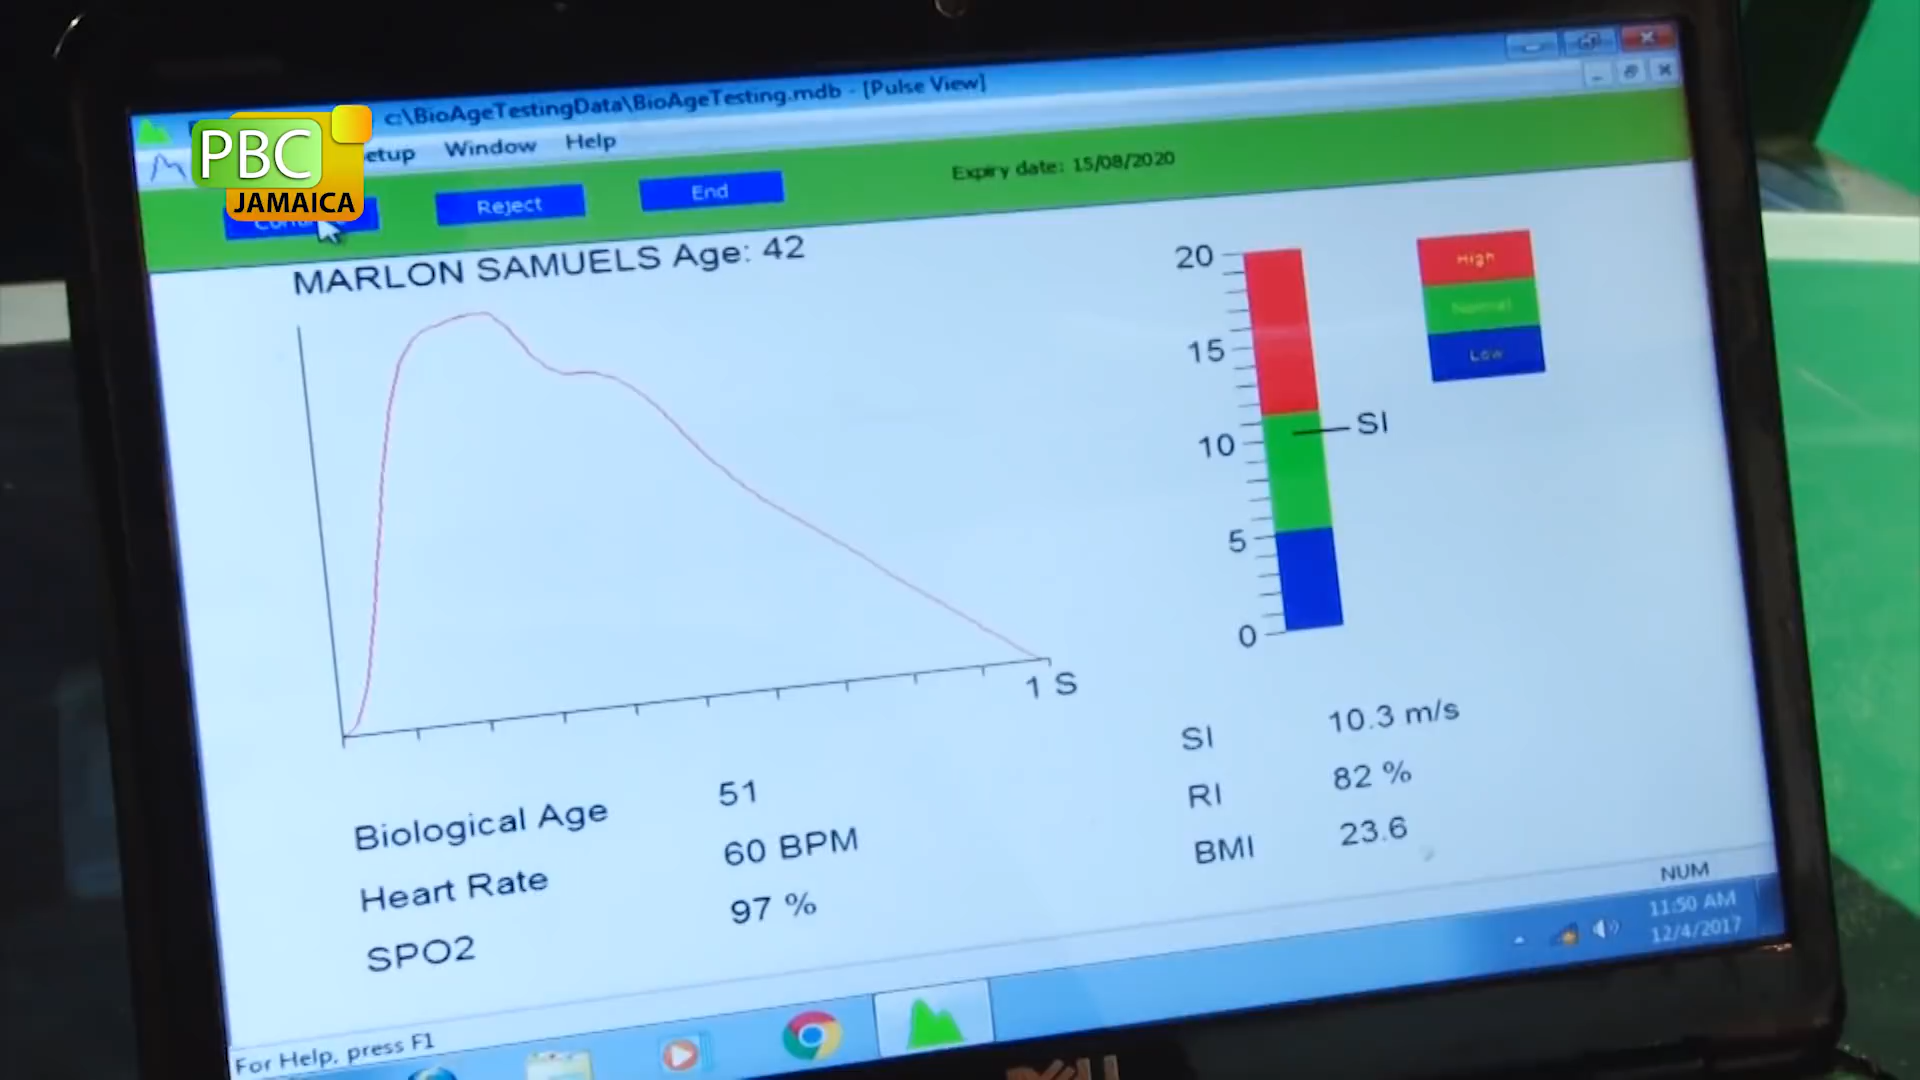 c:\BioAgeTestingData\BioAgeTesting.mdb - [Pulse View]
PBC
JAMAICA
etup Window Help
Reject
End
Expiry date: 15/08/2020
MARLON SAMUELS Age: 42
20
15
10
5
0
SI
High
Normal
Low
1 S
Biological Age 51
Heart Rate 60 BPM
SPO2 97 %
SI 10.3 m/s
RI 82 %
BMI 23.6
NUM
For Help, press F1
11:50 AM
12/4/2017